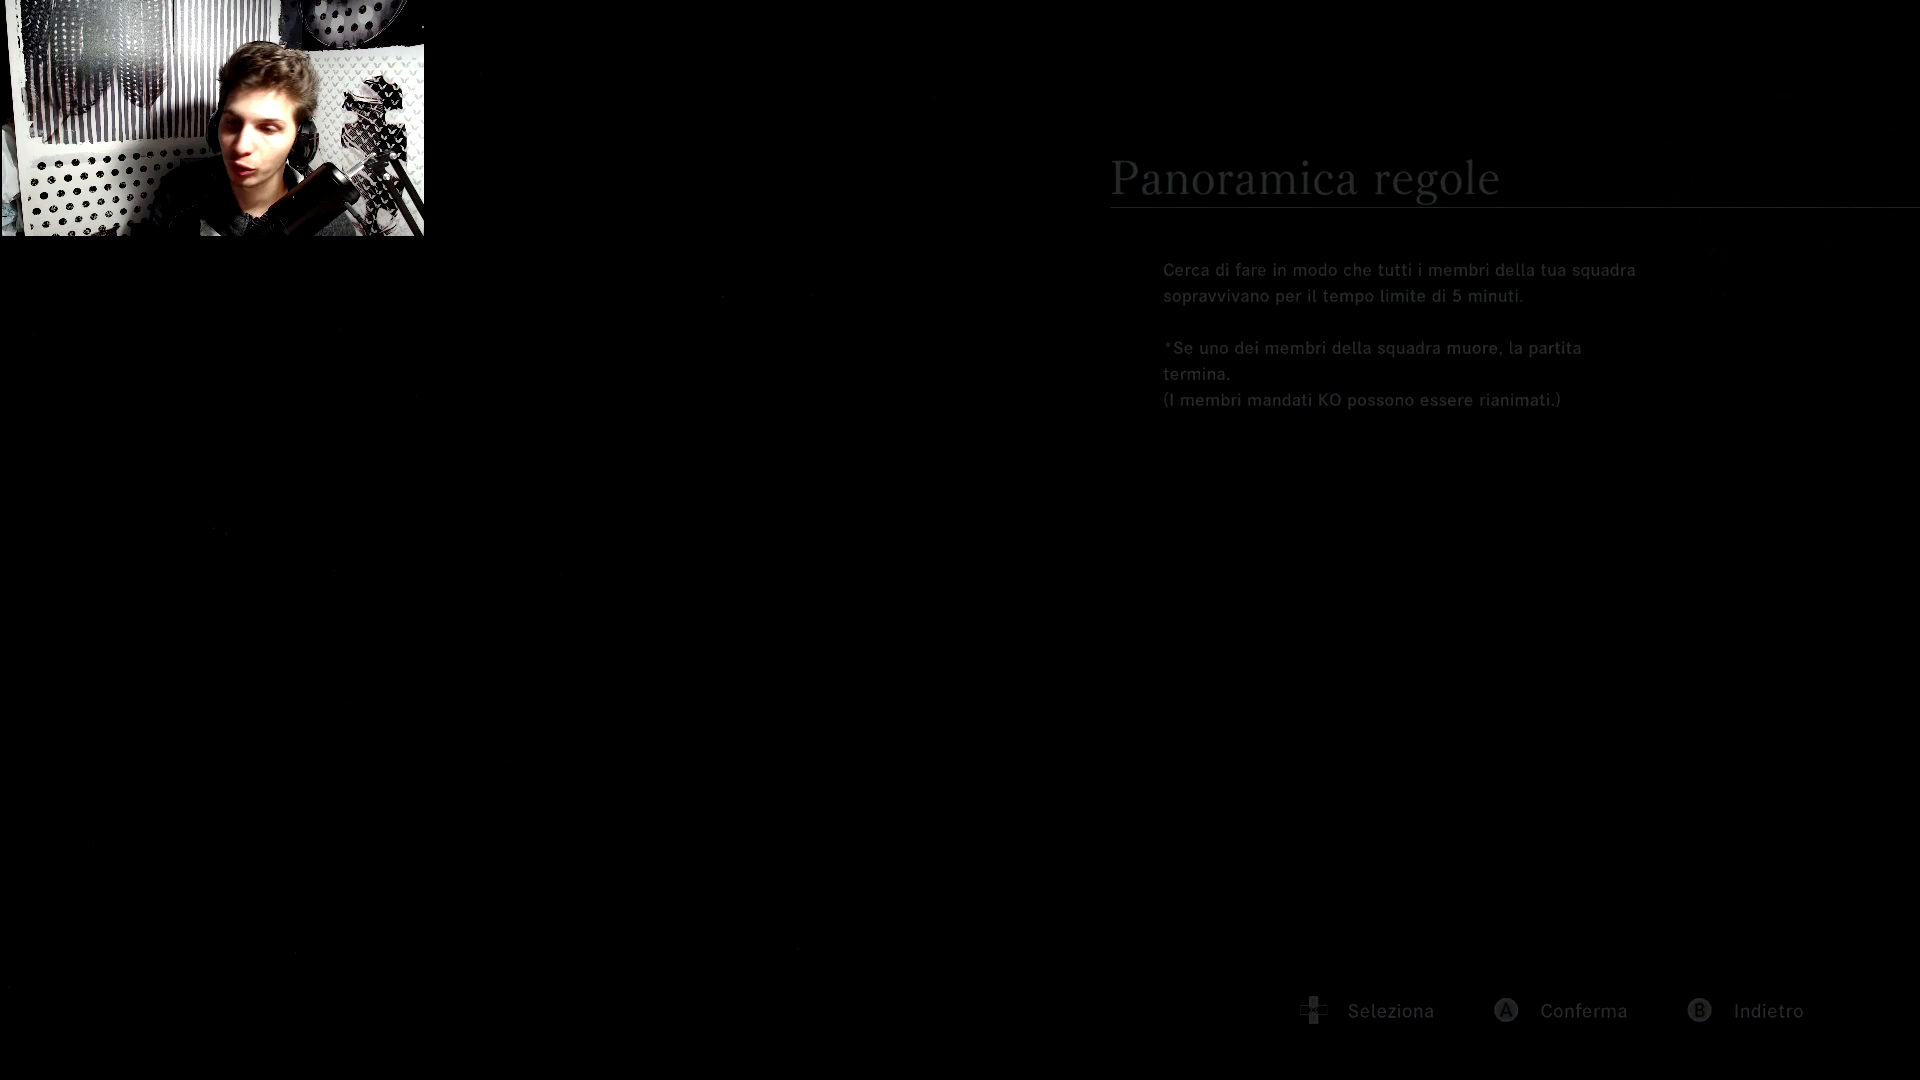 Panoramica regole
Cerca di fare in modo che tutti i membri della tua squadra
sopravvivano per il tempo limite di 5 minuti.
*Se uno dei membri della squadra muore, la partita
termina.
(I membri mandati KO possono essere rianimati.)
Seleziona A Conferma B Indietro